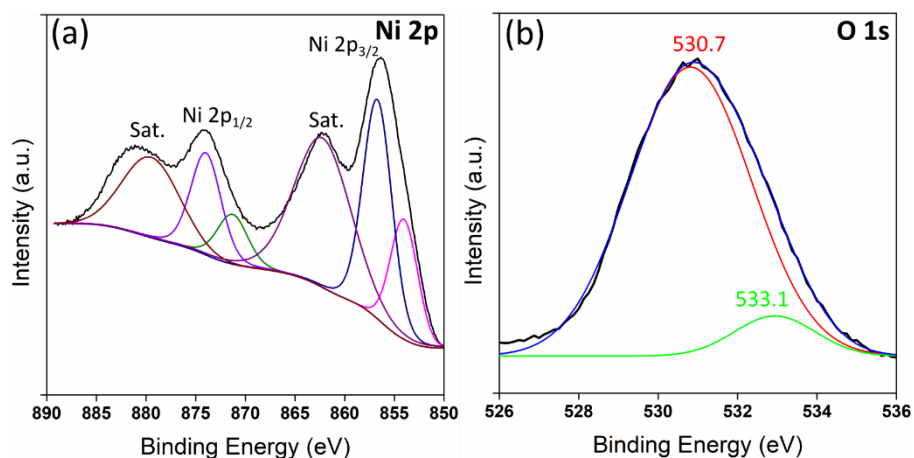 (a)
Ni 2p
Ni 2p3/2
Ni 2p1/2
Sat.
Sat.
Intensity (a.u.)
890 885 880 875 870 865 860 855 850
Binding Energy (eV)
(b)
O 1s
530.7
533.1
Intensity (a.u.)
526 528 530 532 534 536
Binding Energy (eV)